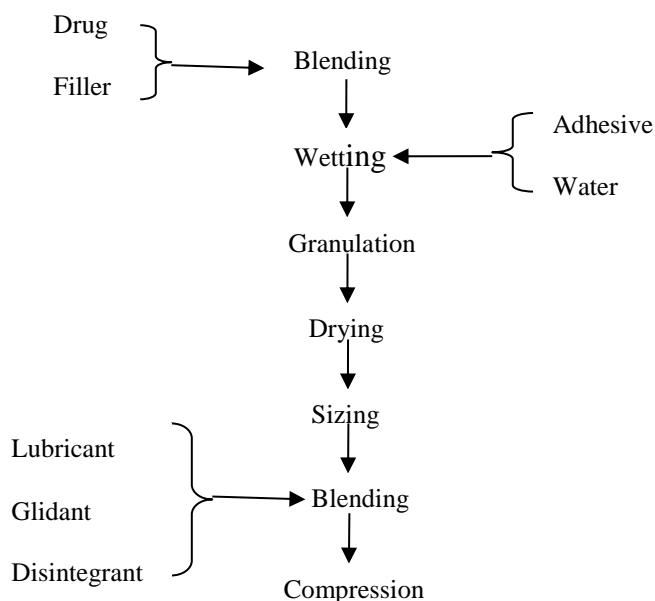 Drug
Filler
Blending
Adhesive
Wetting
Water
Granulation
Drying
Sizing
Lubricant
Glidant
Blending
Disintegrant
Compression